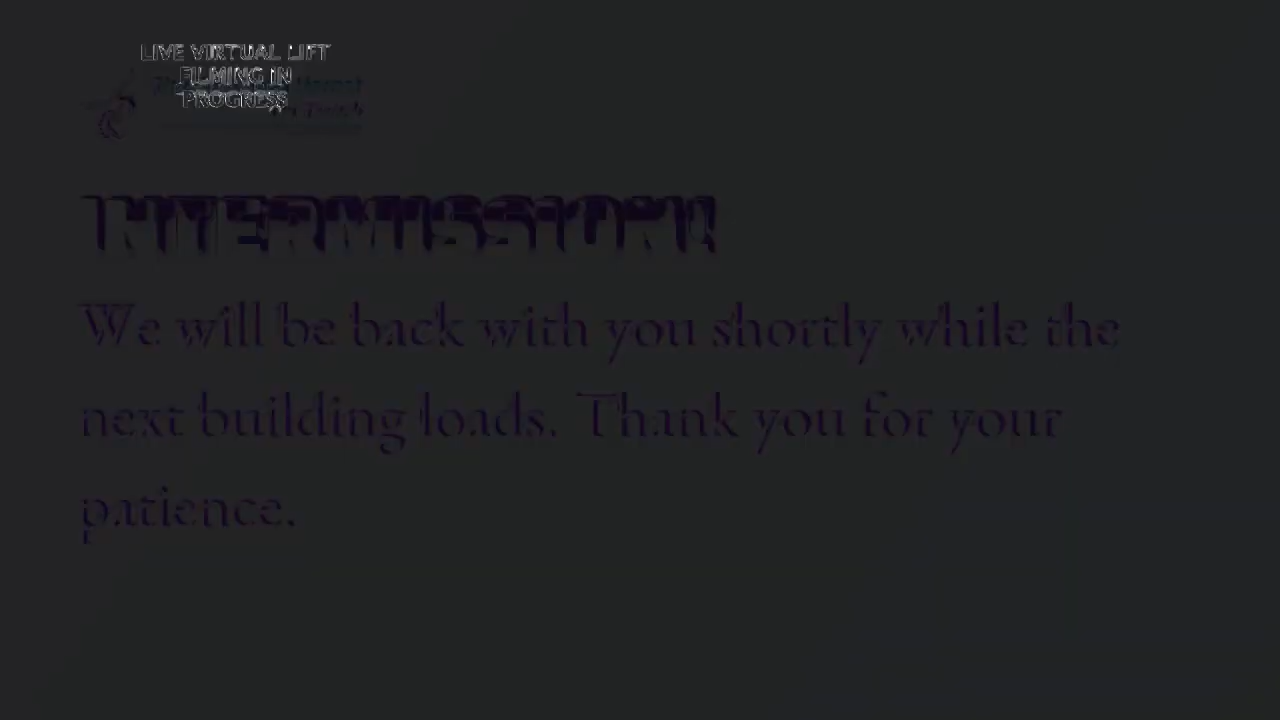 LIVE VIRTUAL LIFT
FILMING IN
PROGRESS
INTERMISSION!
We will be back with you shortly while the
next building loads. Thank you for your
patience.